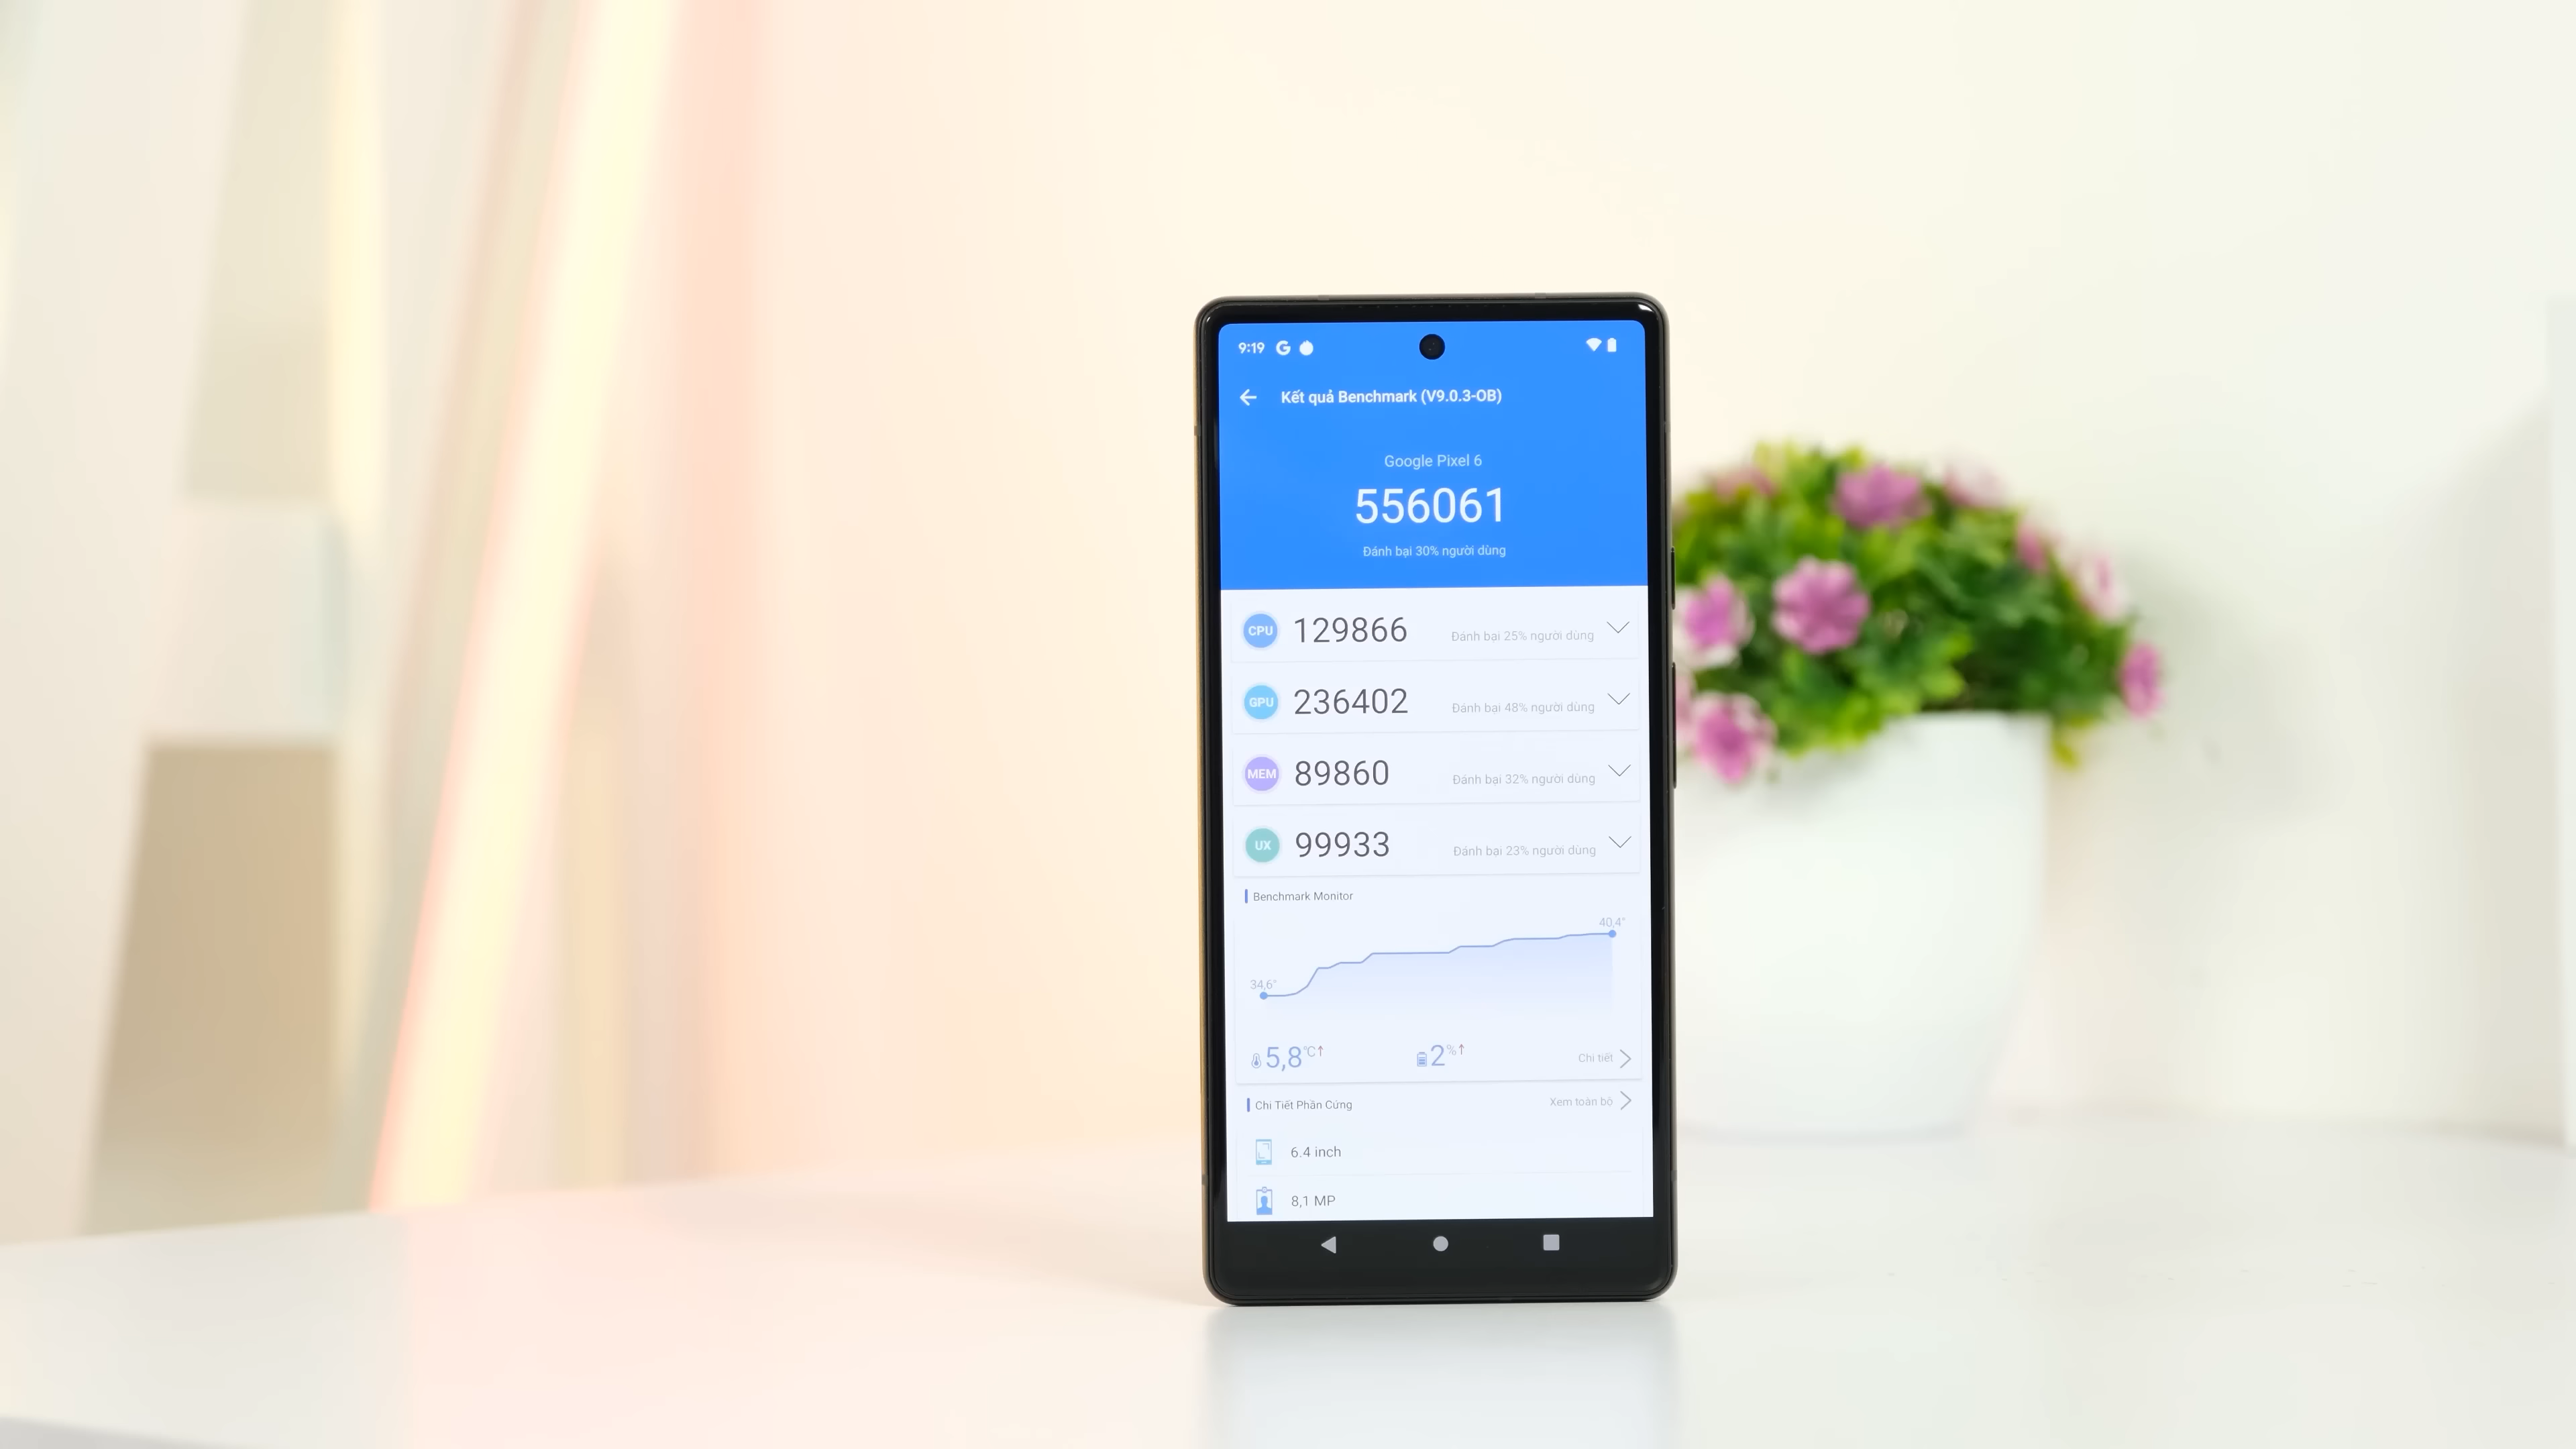 9:19
Kết quả Benchmark (V9.0.3-OB)
Google Pixel 6
556061
Đánh bại 30% người dùng
CPU 129866 Đánh bại 25% người dùng
GPU 236402 Đánh bại 48% người dùng
MEM 89860 Đánh bại 32% người dùng
UX 99933 Đánh bại 23% người dùng
Benchmark Monitor
40,4°
34,6°
5,8°C↑ 2%↑ Chi tiết
Chi Tiết Phần Cứng Xem toàn bộ
6.4 inch
8,1 MP